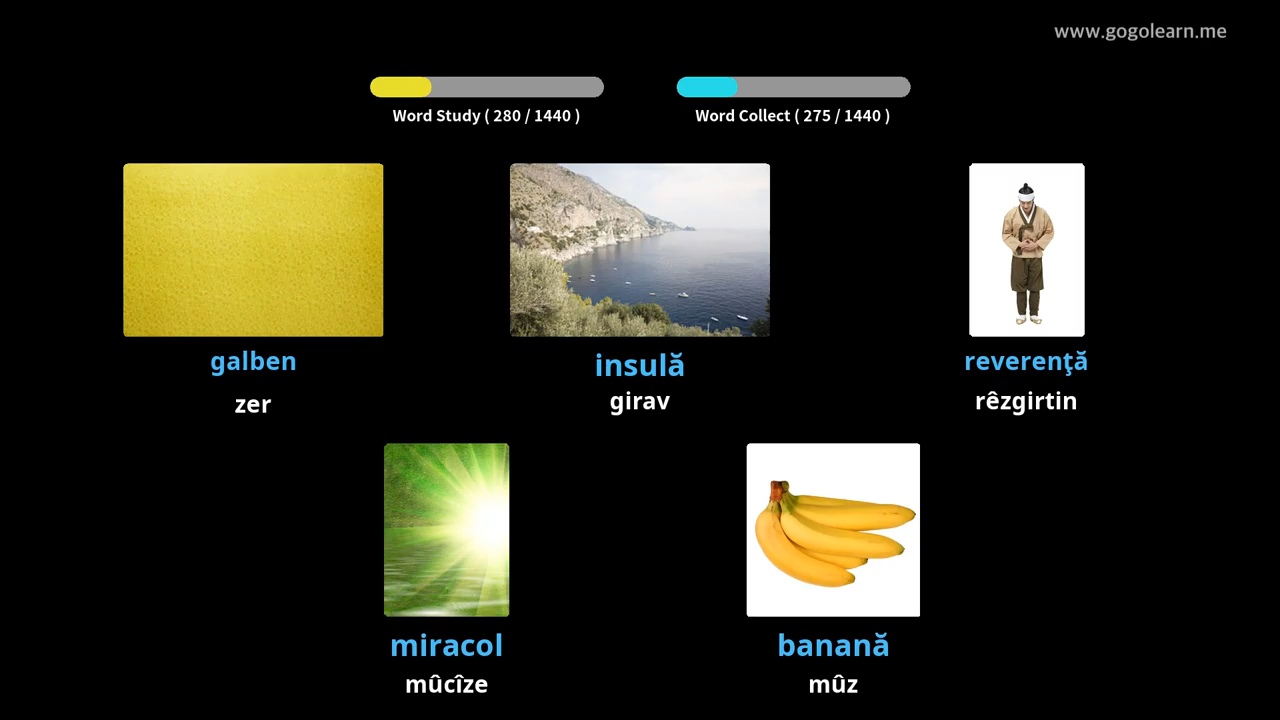 www.gogolearn.me
Word Study ( 280 / 1440 )
Word Collect ( 275 / 1440 )
galben
insulă
reverenţă
zer
girav
rêzgirtin
miracol
banană
mûcîze
mûz